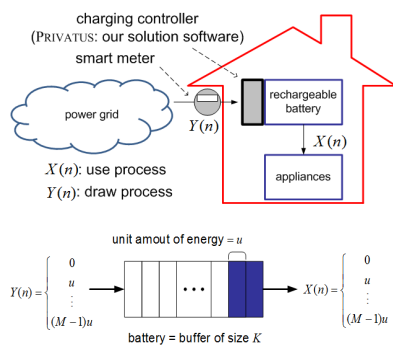 charging controller
(PRIVATUS: our solution software)
smart meter
power grid
Y(n)
rechargeable
battery
X(n)
appliances
X(n): use process
Y(n): draw process
unit amout of energy = u
Y(n) = { 0
u
⋮
(M − 1)u
• • •
X(n) = { 0
u
⋮
(M − 1)u
battery = buffer of size K